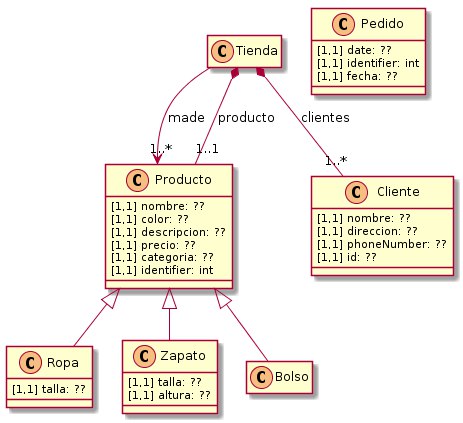 C Tienda
C Pedido
[1,1] date: ??
[1,1] identifier: int
[1,1] fecha: ??
made
producto
clientes
1..*
1..1
1..*
C Producto
[1,1] nombre: ??
[1,1] color: ??
[1,1] descripcion: ??
[1,1] precio: ??
[1,1] categoria: ??
[1,1] identifier: int
C Cliente
[1,1] nombre: ??
[1,1] direccion: ??
[1,1] phoneNumber: ??
[1,1] id: ??
C Ropa
[1,1] talla: ??
C Zapato
[1,1] talla: ??
[1,1] altura: ??
C Bolso